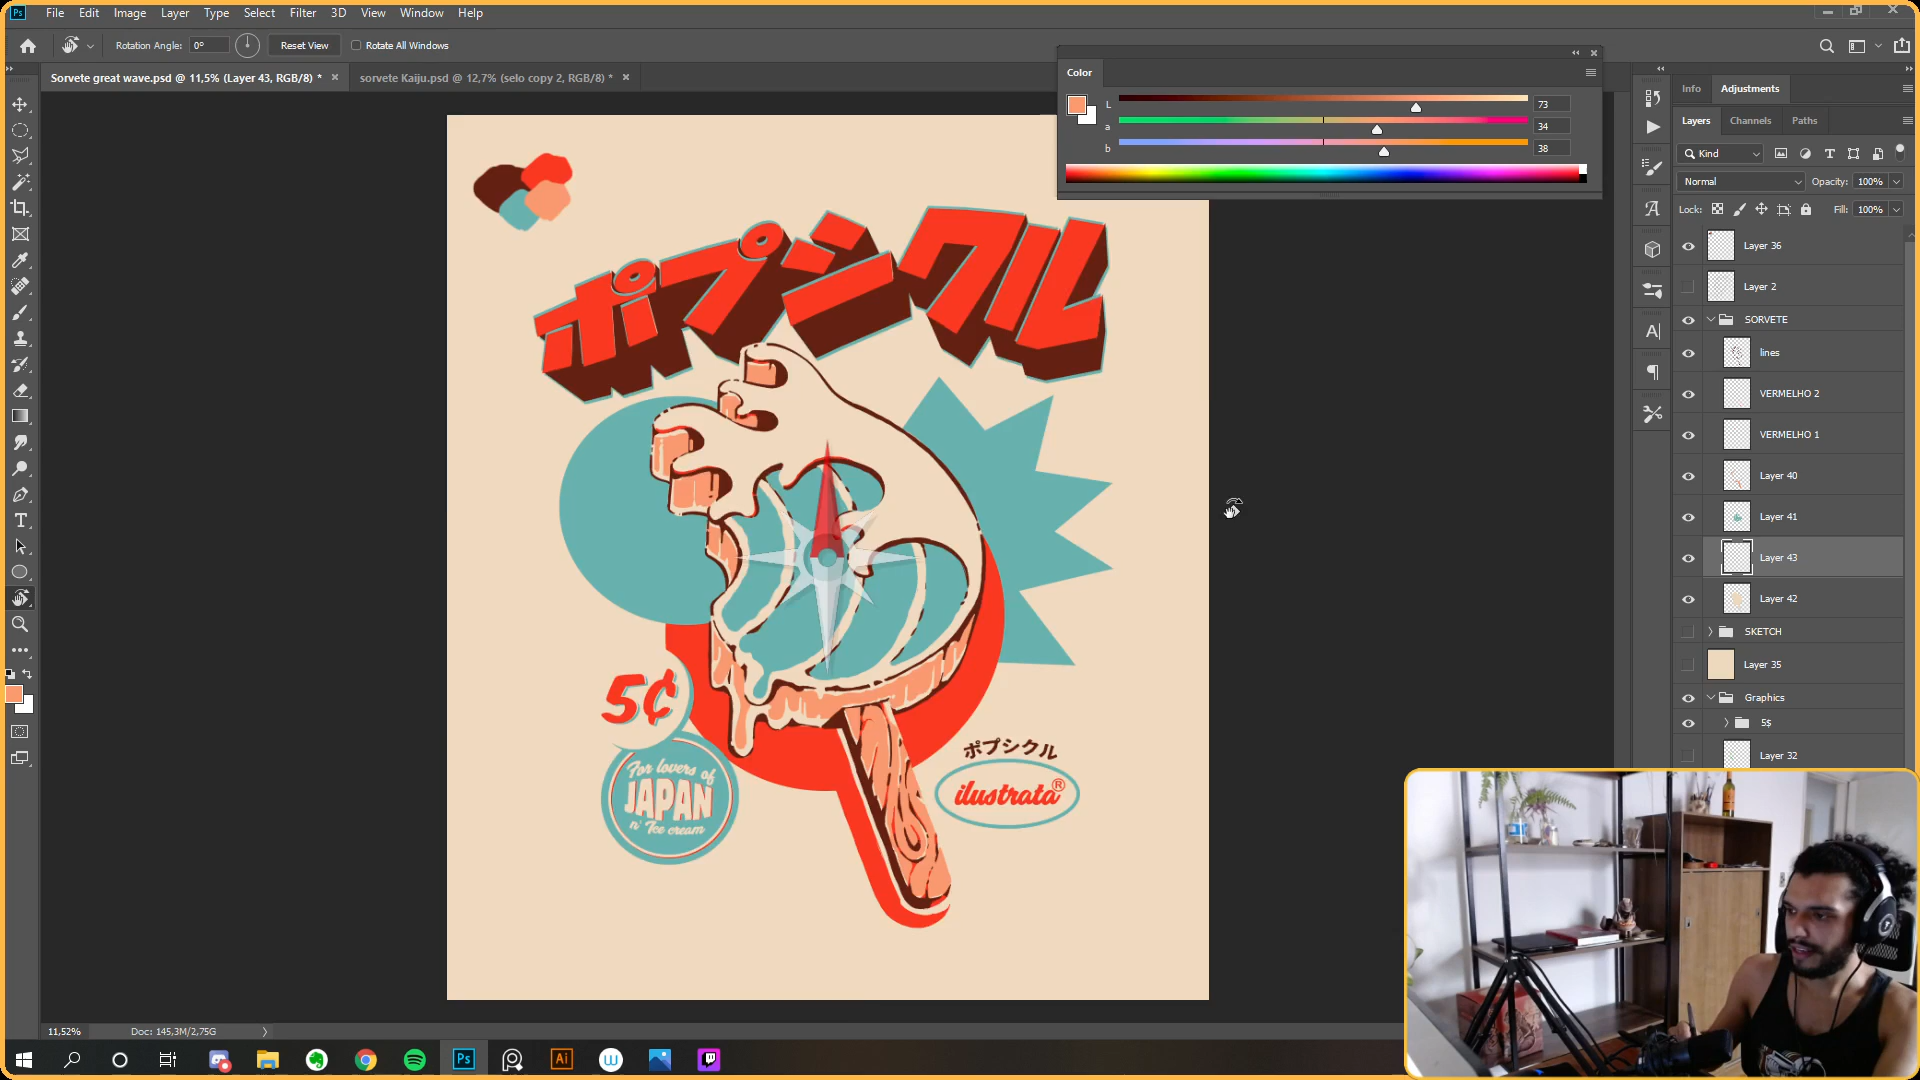 Ps File Edit Image Layer Type Select Filter 3D View Window Help
Rotation Angle: 0° Reset View Rotate All Windows
Sorvete great wave.psd @ 11,5% (Layer 43, RGB/8) * × sorvete Kaiju.psd @ 12,7% (selo copy 2, RGB/8) * ×
Color
L 73
a 34
b 38
Info Adjustments
Layers Channels Paths
Kind
Normal Opacity: 100%
Lock: Fill: 100%
Layer 36
Layer 2
SORVETE
lines
VERMELHO 2
VERMELHO 1
Layer 40
Layer 41
Layer 43
Layer 42
SKETCH
Layer 35
Graphics
5$
Layer 32
ポプシクル
5¢
For lovers of
JAPAN
n' Ice cream
ポプシクル
ilustrata®
11,52% Doc: 145,3M/2,75G
Ps Ai W